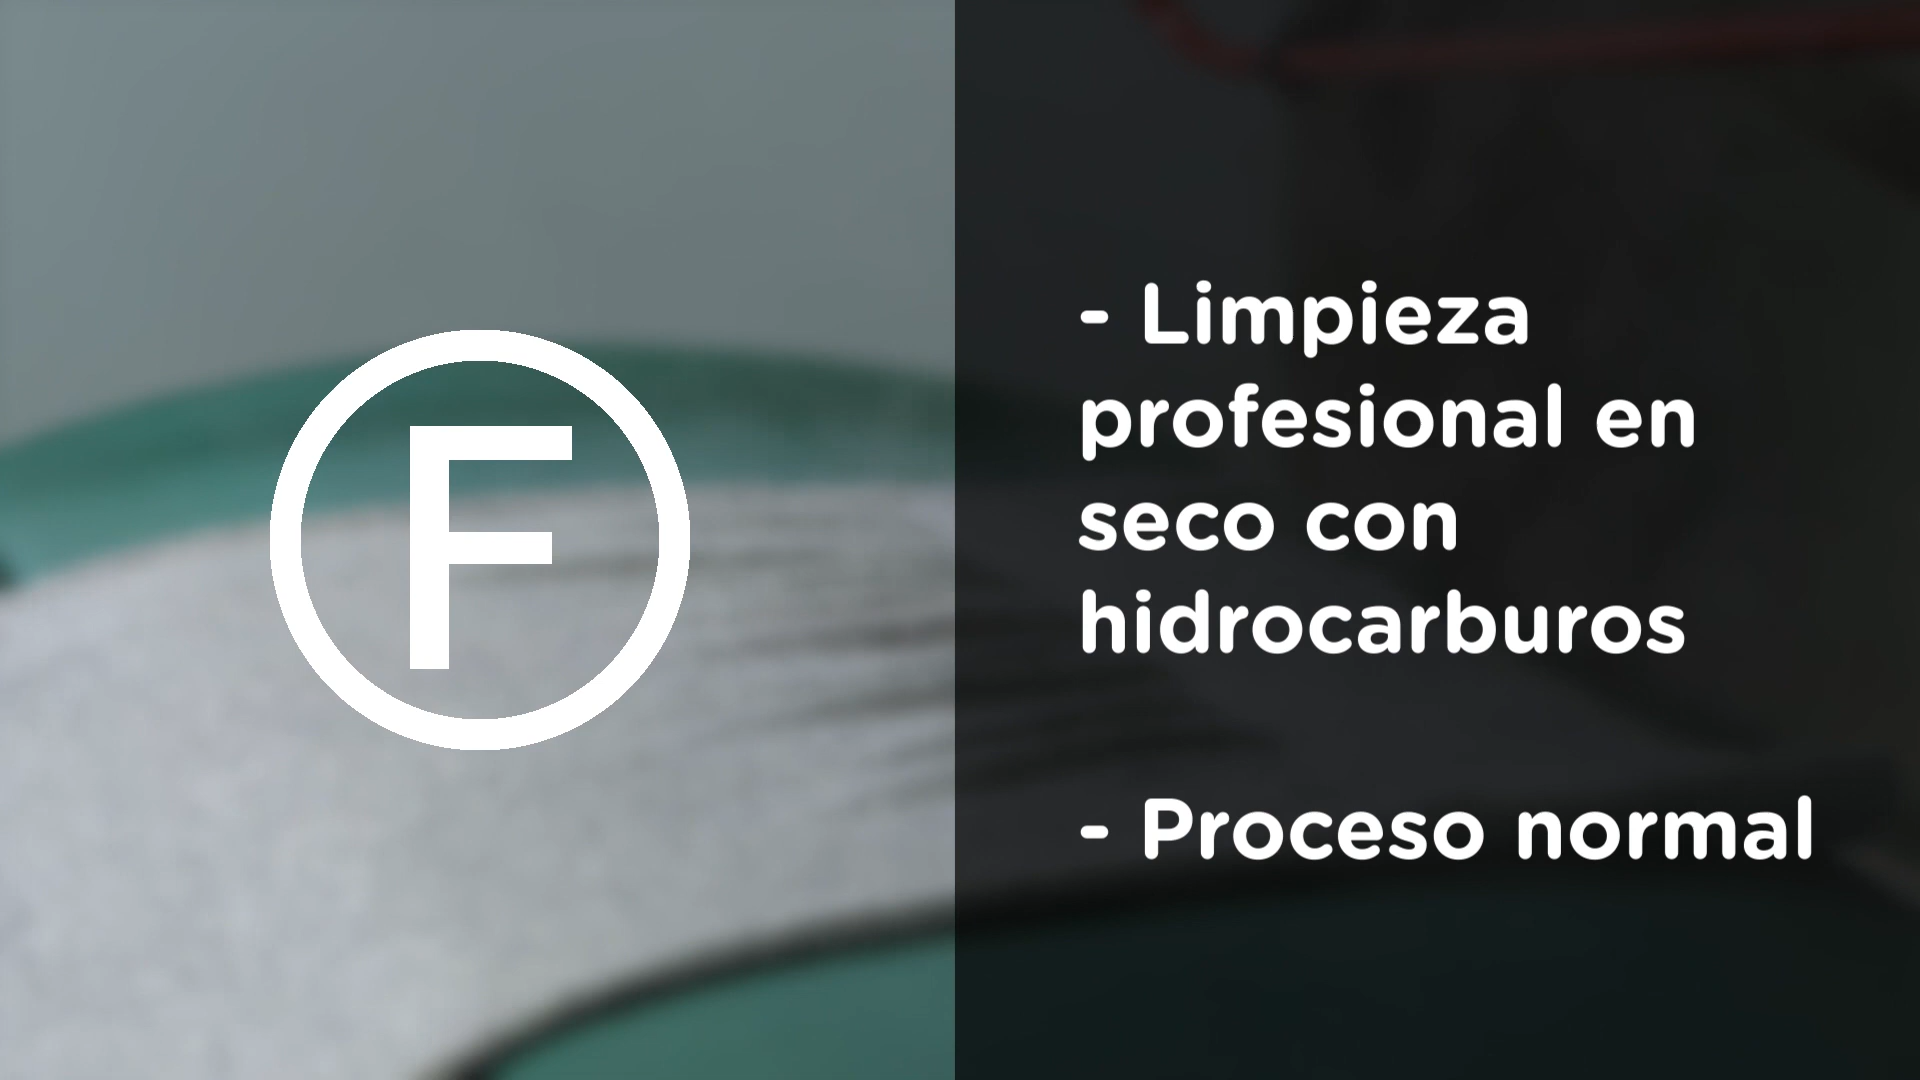 F
- Limpieza
profesional en
seco con
hidrocarburos
- Proceso normal